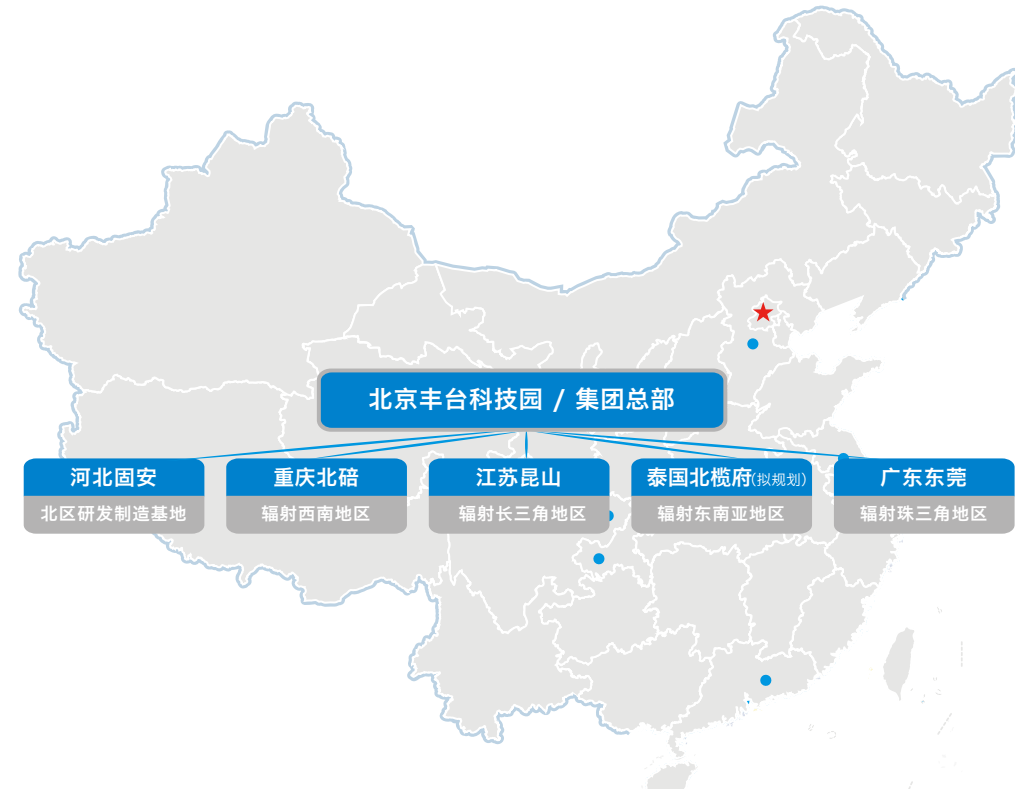 北京丰台科技园 / 集团总部
河北固安
北区研发制造基地
重庆北碚
辐射西南地区
江苏昆山
辐射长三角地区
泰国北榄府(拟规划)
辐射东南亚地区
广东东莞
辐射珠三角地区